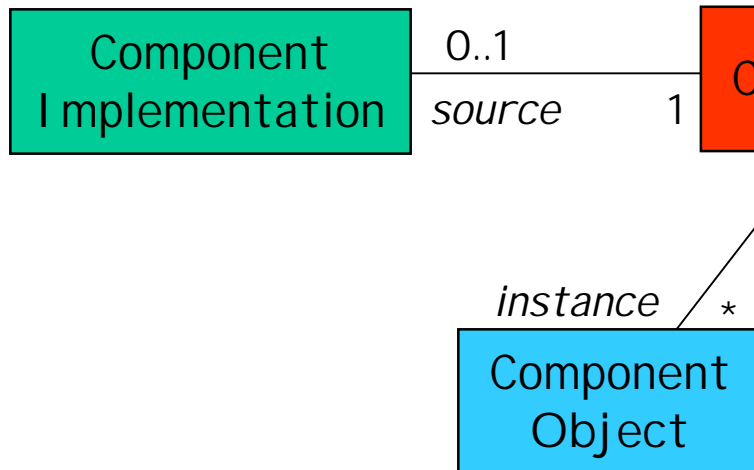 Component
Implementation
0..1
source
1
instance
*
Component
Object